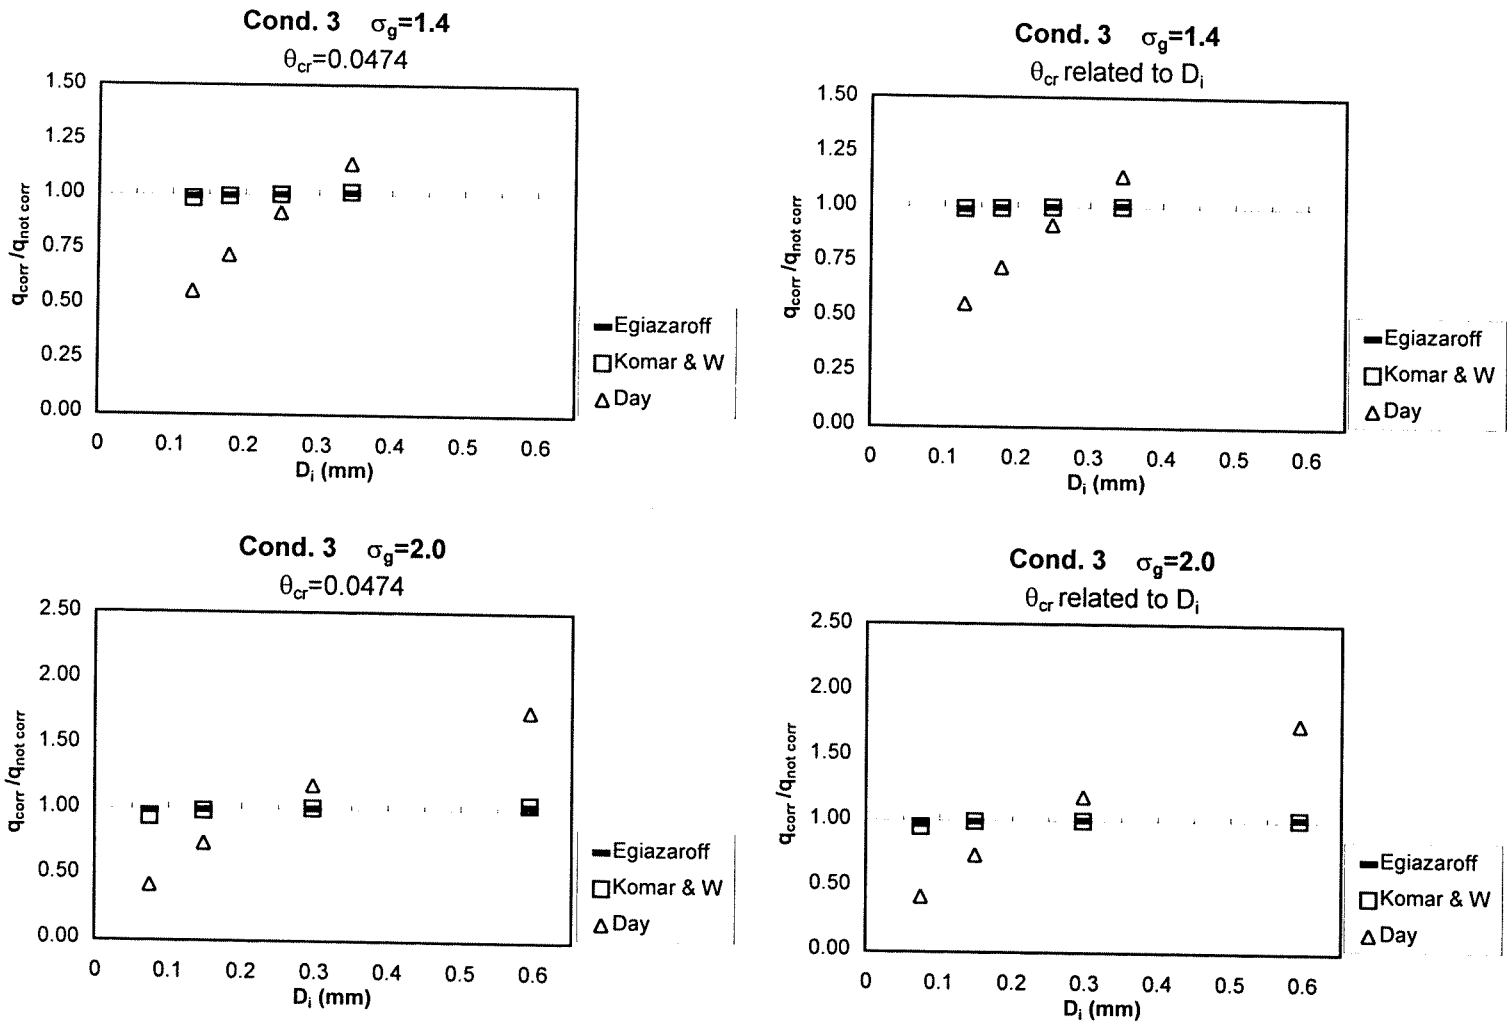 Cond. 3 σg=1.4
θcr=0.0474
1.50
1.25
1.00
0.75
0.50
0.25
0.00
qcorr /qnot corr
0 0.1 0.2 0.3 0.4 0.5 0.6
Di (mm)
Egiazaroff
Komar & W
Day
Cond. 3 σg=1.4
θcr related to Di
1.50
1.25
1.00
0.75
0.50
0.25
0.00
qcorr /qnot corr
0 0.1 0.2 0.3 0.4 0.5 0.6
Di (mm)
Egiazaroff
Komar & W
Day
Cond. 3 σg=2.0
θcr=0.0474
2.50
2.00
1.50
1.00
0.50
0.00
qcorr /qnot corr
0 0.1 0.2 0.3 0.4 0.5 0.6
Di (mm)
Egiazaroff
Komar & W
Day
Cond. 3 σg=2.0
θcr related to Di
2.50
2.00
1.50
1.00
0.50
0.00
qcorr /qnot corr
0 0.1 0.2 0.3 0.4 0.5 0.6
Di (mm)
Egiazaroff
Komar & W
Day